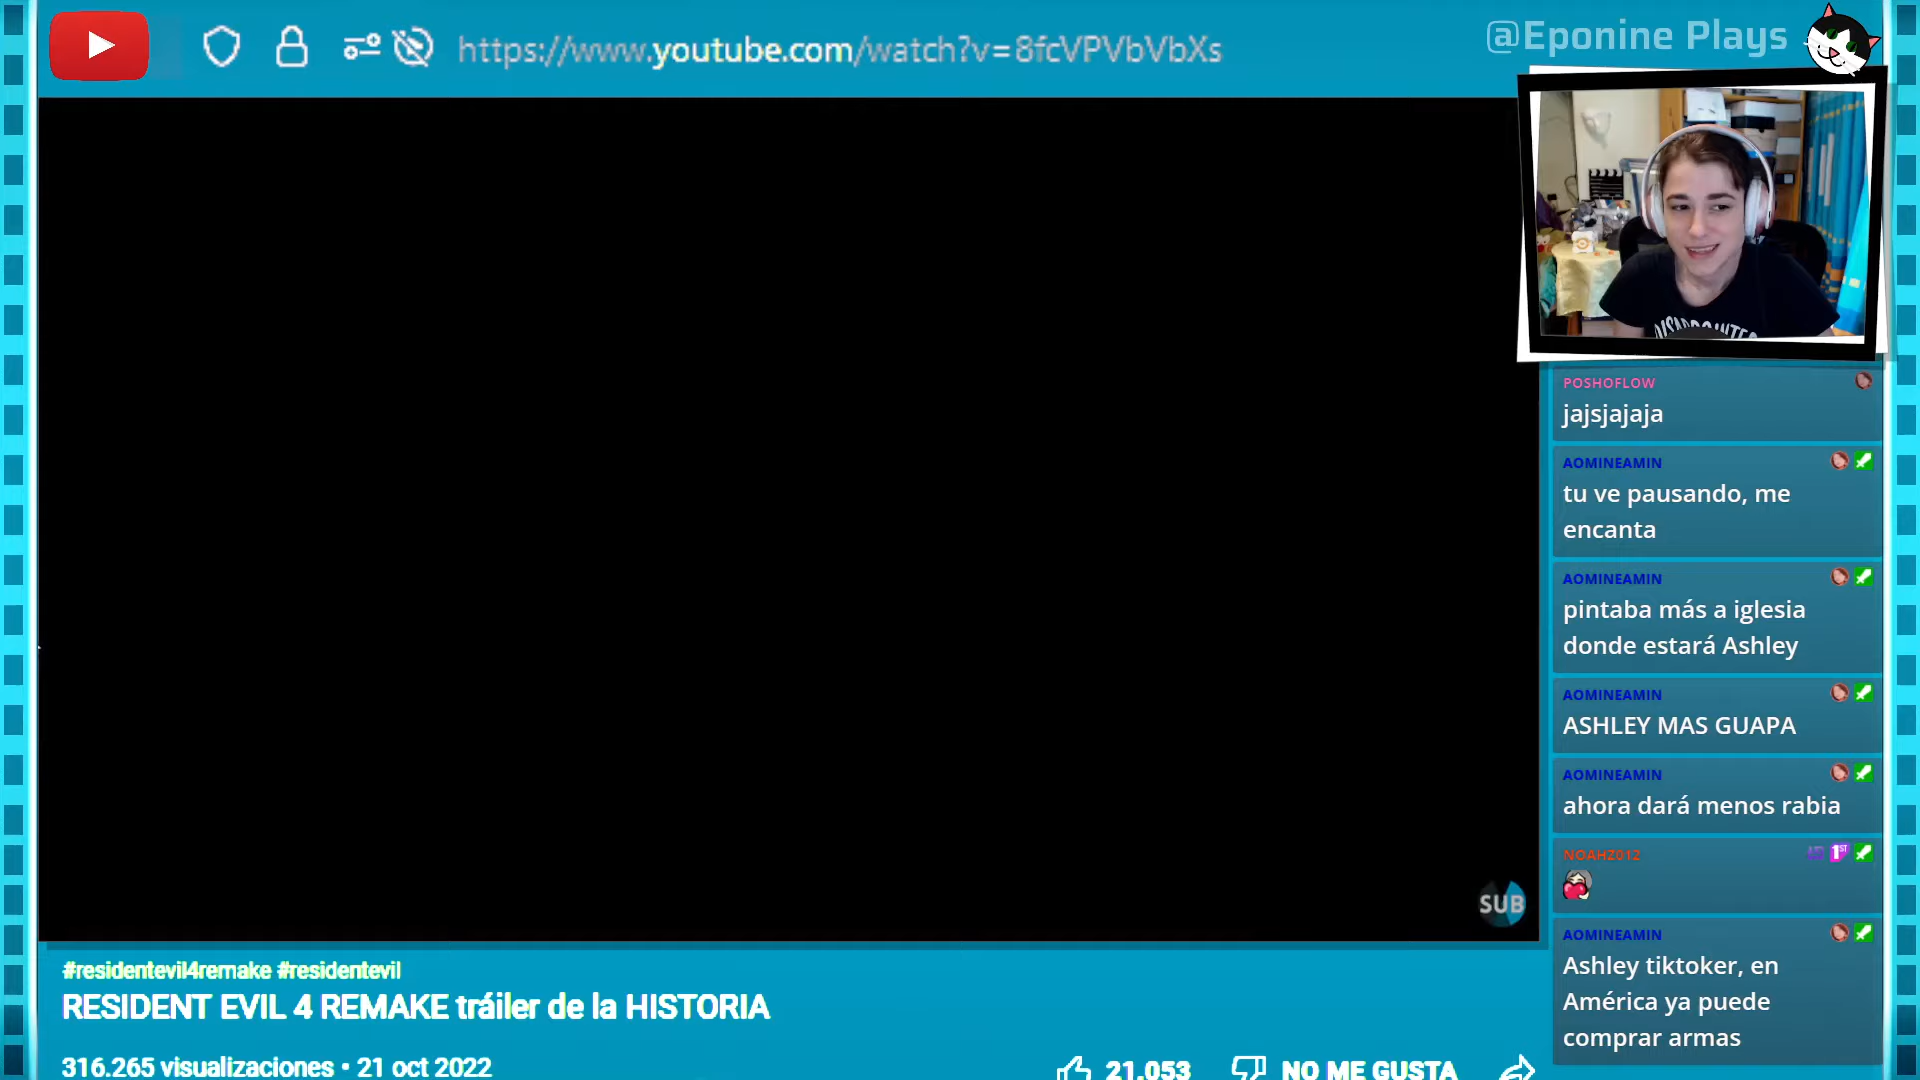 https://www.youtube.com/watch?v=8fcVPVbVbXs
@Eponine Plays
POSHOFLOW
jajsjajaja
AOMINEAMIN
tu ve pausando, me
encanta
AOMINEAMIN
pintaba más a iglesia
donde estará Ashley
AOMINEAMIN
ASHLEY MAS GUAPA
AOMINEAMIN
ahora dará menos rabia
NOAHZ012
1ST
AOMINEAMIN
Ashley tiktoker, en
América ya puede
comprar armas
SUB
#residentevil4remake #residentevil
RESIDENT EVIL 4 REMAKE tráiler de la HISTORIA
316.265 visualizaciones • 21 oct 2022
21.053
NO ME GUSTA